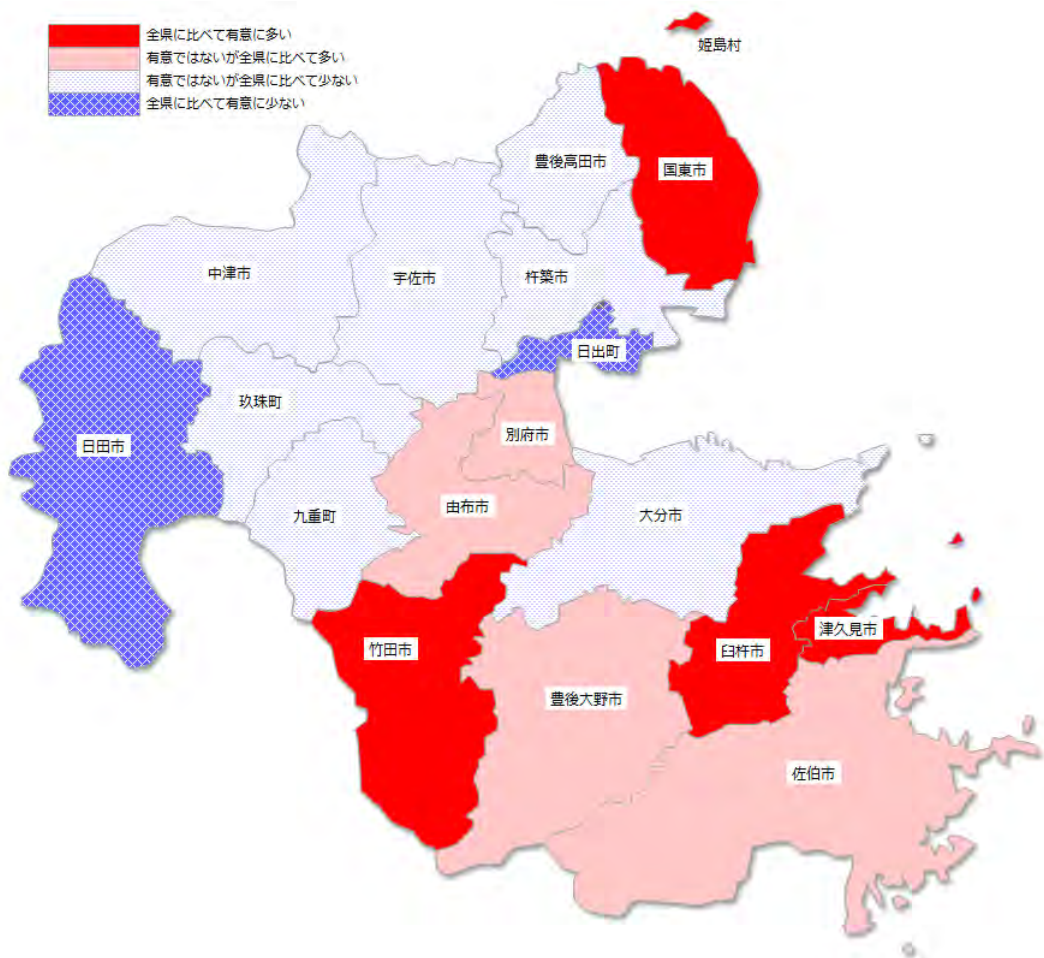 全県に比べて有意に多い
有意ではないが全県に比べて多い
有意ではないが全県に比べて少ない
全県に比べて有意に少ない
姫島村
豊後高田市
国東市
中津市
宇佐市
杵築市
日出町
玖珠町
別府市
日田市
由布市
九重町
大分市
竹田市
臼杵市
津久見市
豊後大野市
佐伯市